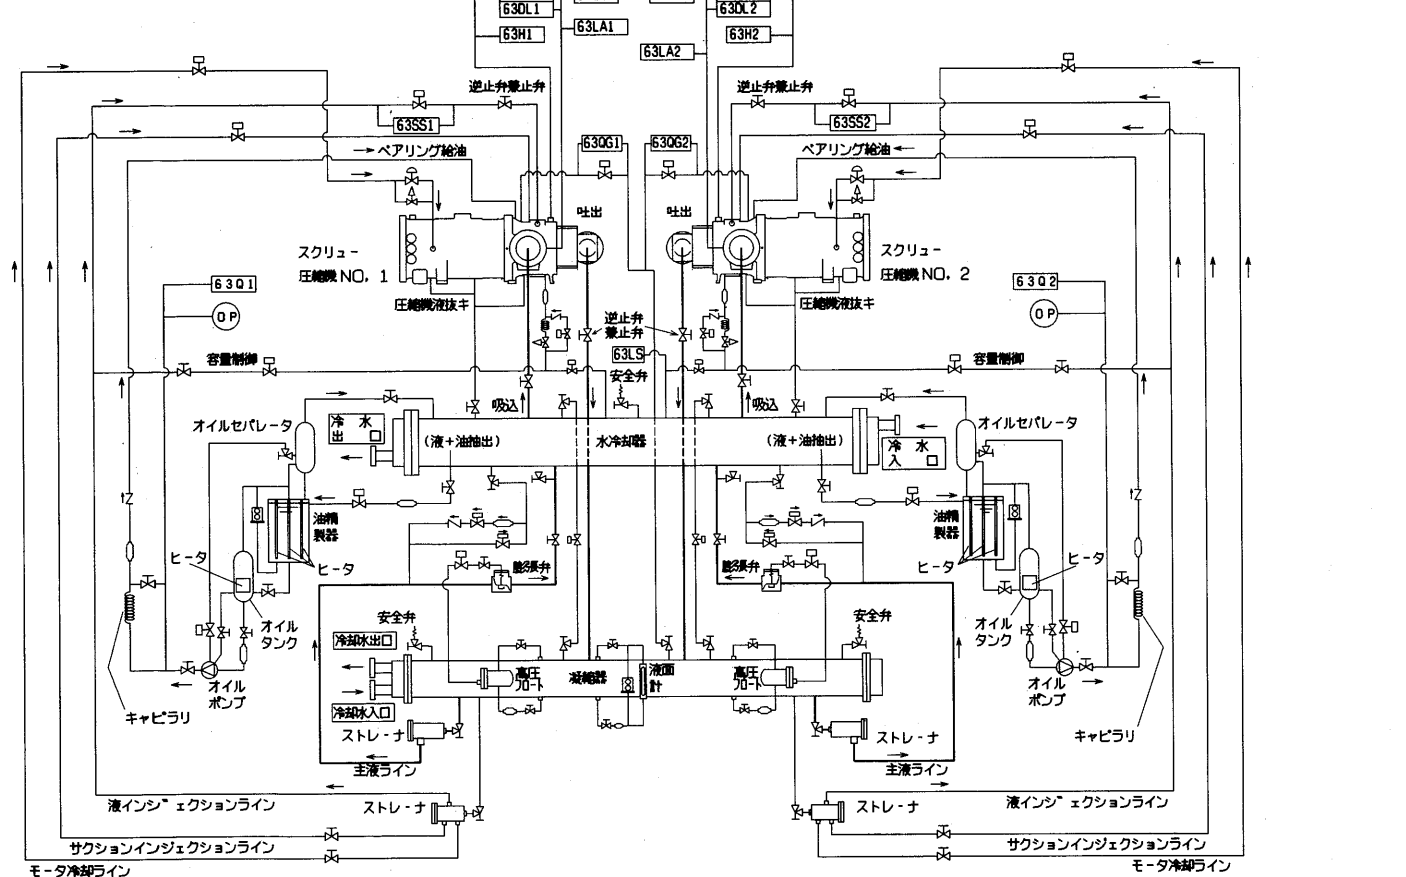 63DL1
63DL2
63H1
63LA1
63H2
63LA2
逆止弁兼止弁
逆止弁兼止弁
63SS1
63SS2
63QG1
63QG2
ベアリング給油
ベアリング給油
吐出
吐出
スクリュー
圧縮機NO. 1
スクリュー
圧縮機NO. 2
63Q1
63Q2
OP
OP
圧縮機液抜キ
圧縮機液抜キ
逆止弁
兼止弁
63LS
容量制御
容量制御
安全弁
吸込
吸込
オイルセパレータ
オイルセパレータ
冷 水
出 口
(液+油抽出)
水冷却器
(液+油抽出)
冷 水
入 口
油精
製器
油精
製器
ヒータ
ヒータ
ヒータ
ヒータ
膨張弁
膨張弁
オイル
タンク
オイル
タンク
安全弁
安全弁
冷却水出口
高圧
フロート
凝縮器
液面
計
高圧
フロート
オイル
ポンプ
オイル
ポンプ
冷却水入口
キャピラリ
キャピラリ
ストレーナ
ストレーナ
主液ライン
主液ライン
液インジェクションライン
液インジェクションライン
ストレーナ
ストレーナ
サクションインジェクションライン
サクションインジェクションライン
モータ冷却ライン
モータ冷却ライン